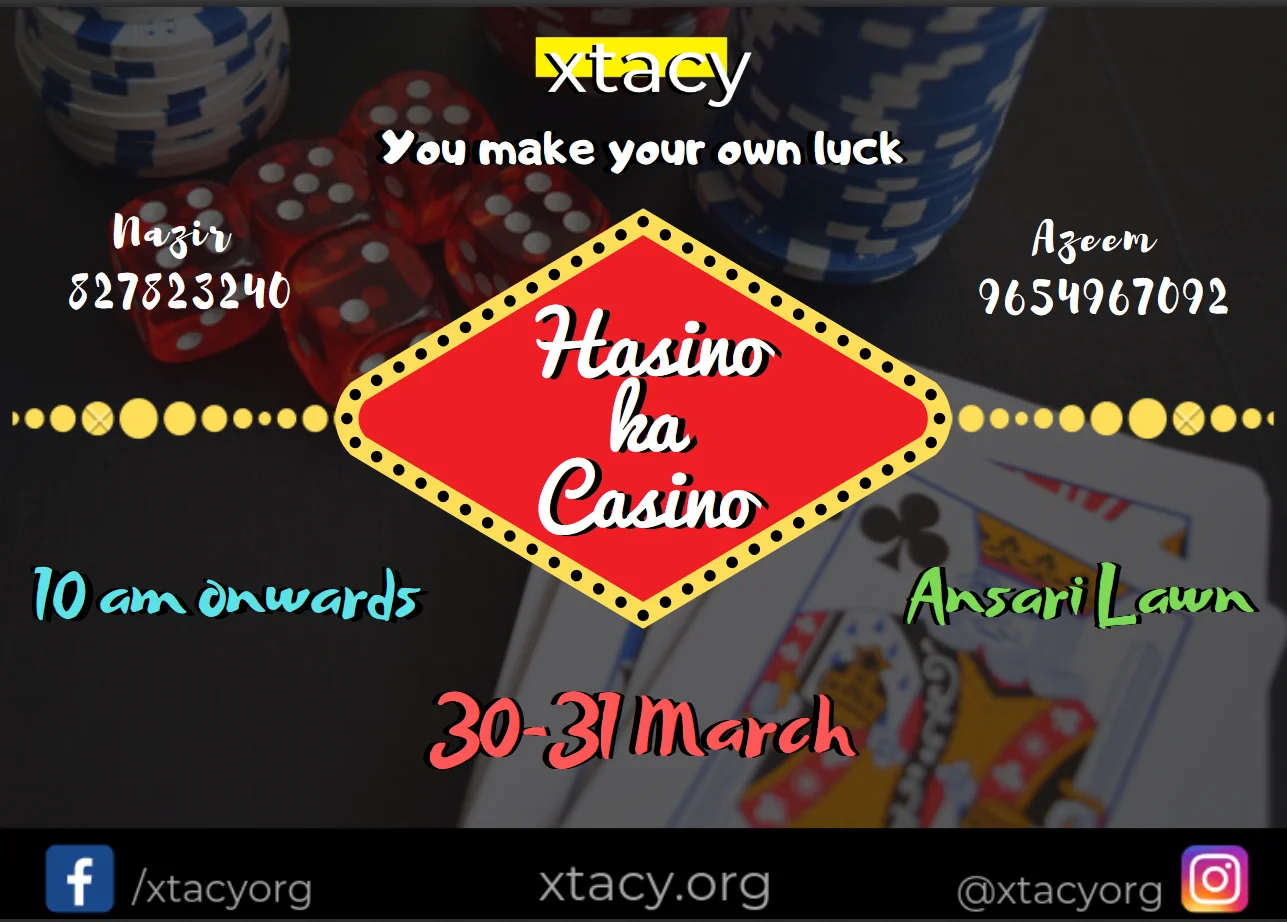 xtacy
You make your own luck
Nazir
827823240
Azeem
9654967092
Hasino
ka
Casino
10 am onwards
Ansari Lawn
30-31 March
/xtacyorg
xtacy.org
@xtacyorg